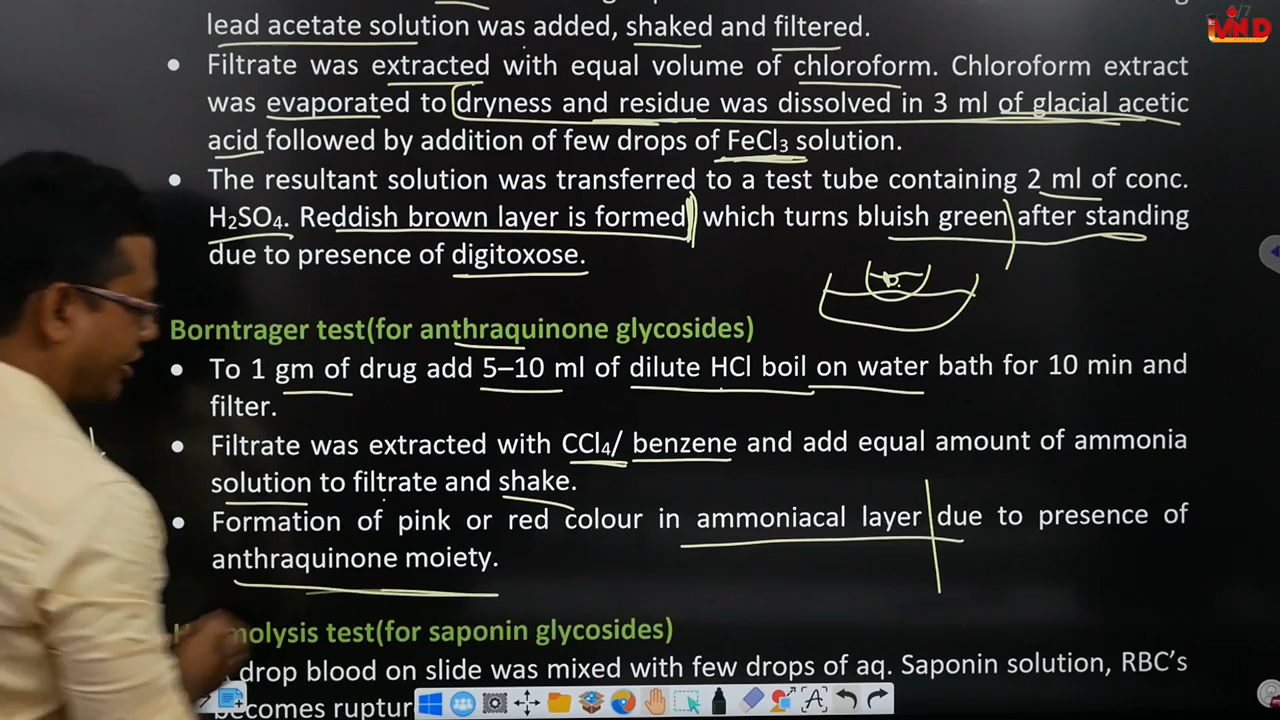 lead acetate solution was added, shaked and filtered.
6/7
MND
• Filtrate was extracted with equal volume of chloroform. Chloroform extract
was evaporated to dryness and residue was dissolved in 3 ml of glacial acetic
acid followed by addition of few drops of FeCl₃ solution.
• The resultant solution was transferred to a test tube containing 2 ml of conc.
H₂SO₄. Reddish brown layer is formed which turns bluish green after standing
due to presence of digitoxose.
Borntrager test(for anthraquinone glycosides)
• To 1 gm of drug add 5–10 ml of dilute HCl boil on water bath for 10 min and
filter.
• Filtrate was extracted with CCl₄/ benzene and add equal amount of ammonia
solution to filtrate and shake.
• Formation of pink or red colour in ammoniacal layer due to presence of
anthraquinone moiety.
molysis test(for saponin glycosides)
drop blood on slide was mixed with few drops of aq. Saponin solution, RBC's
becomes ruptur